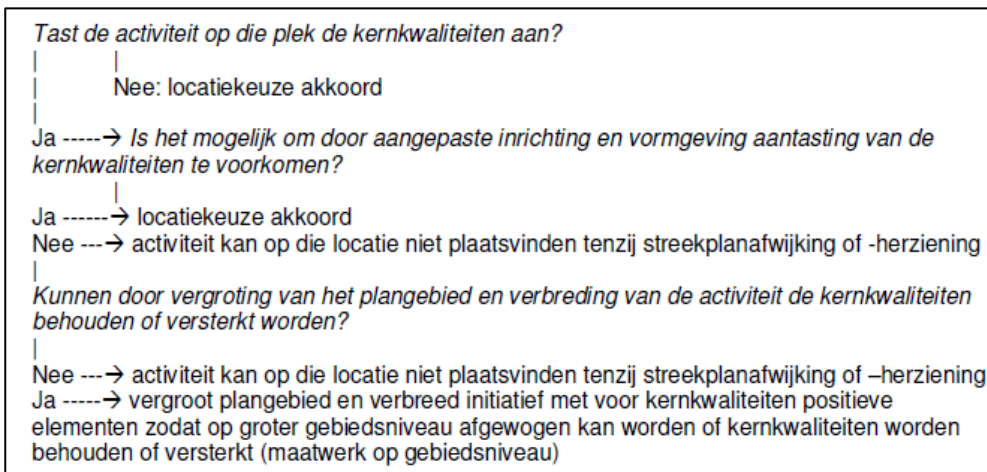 Tast de activiteit op die plek de kernkwaliteiten aan?
|          |
|          Nee: locatiekeuze akkoord
|
Ja -----→ Is het mogelijk om door aangepaste inrichting en vormgeving aantasting van de
kernkwaliteiten te voorkomen?
|
Ja ------→ locatiekeuze akkoord
Nee ---→ activiteit kan op die locatie niet plaatsvinden tenzij streekplanafwijking of -herziening
|
Kunnen door vergroting van het plangebied en verbreding van de activiteit de kernkwaliteiten
behouden of versterkt worden?
|
Nee ---→ activiteit kan op die locatie niet plaatsvinden tenzij streekplanafwijking of –herziening
Ja -----→ vergroot plangebied en verbreed initiatief met voor kernkwaliteiten positieve
elementen zodat op groter gebiedsniveau afgewogen kan worden of kernkwaliteiten worden
behouden of versterkt (maatwerk op gebiedsniveau)